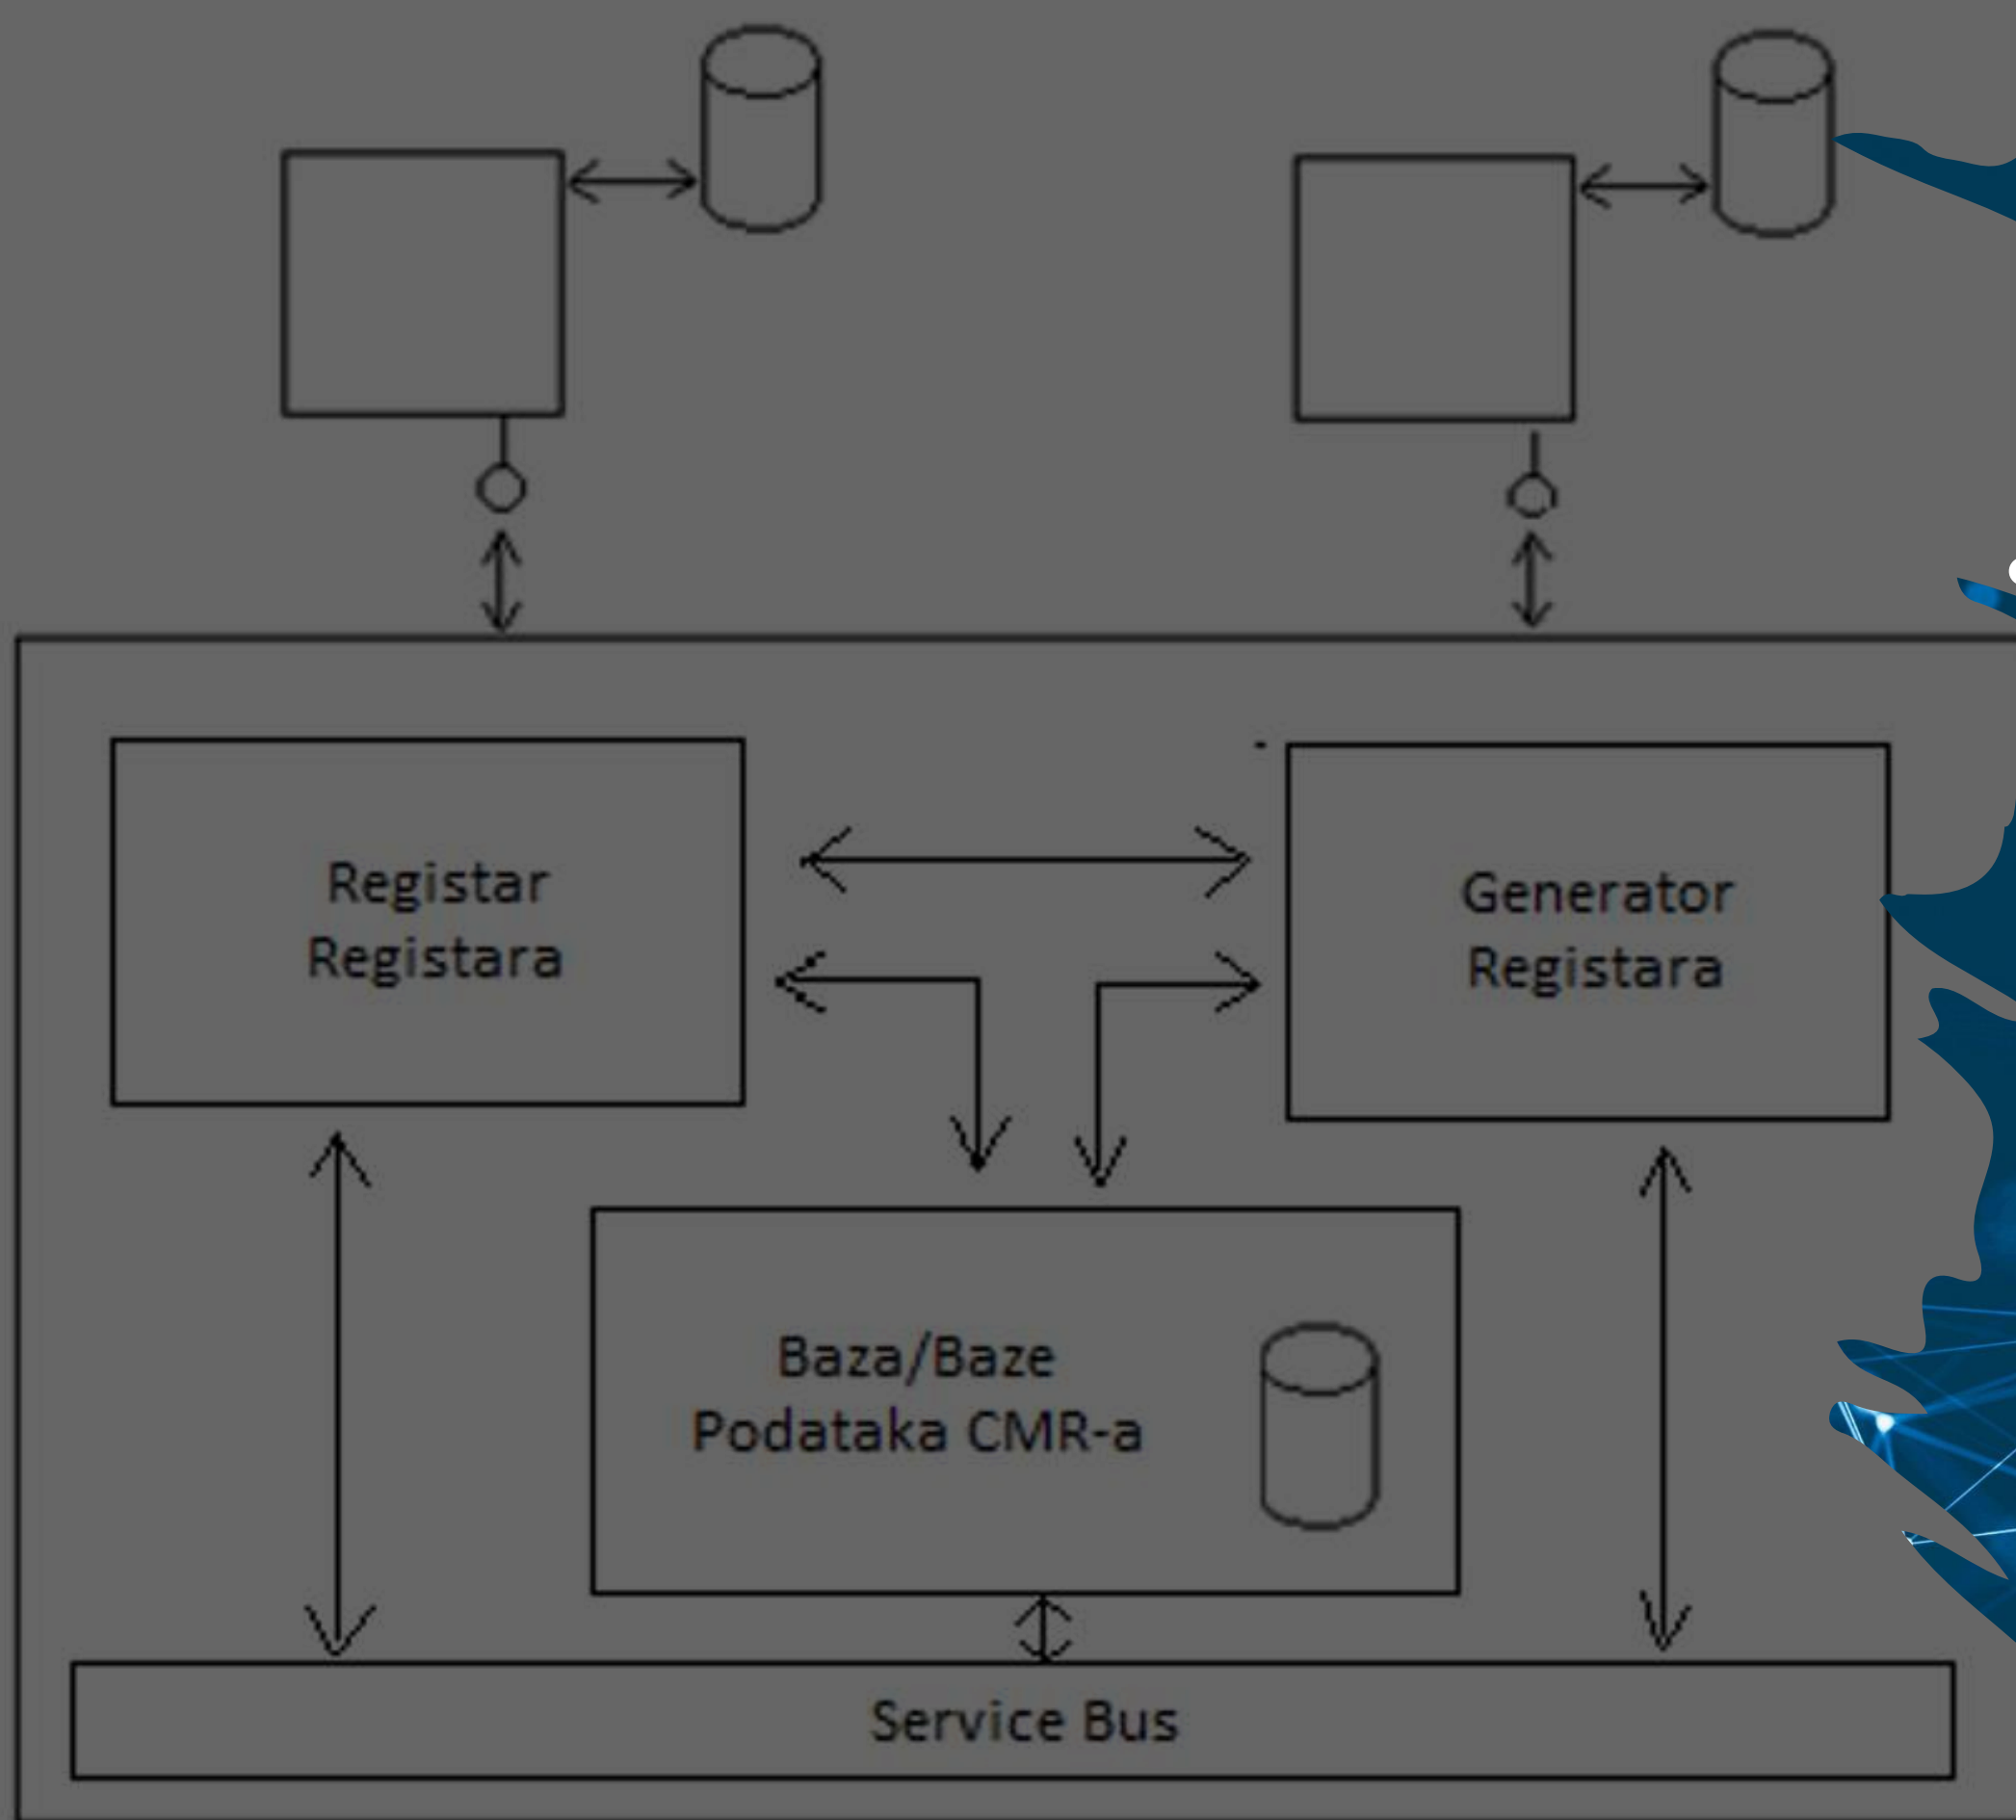 Registar
Registara
Generator
Registara
Baza/Baze
Podataka CMR-a
Service Bus